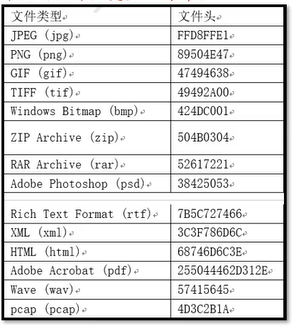 文件类型 文件头
JPEG (jpg) FFD8FFE1
PNG (png) 89504E47
GIF (gif) 47494638
TIFF (tif) 49492A00
Windows Bitmap (bmp) 424DC001
ZIP Archive (zip) 504B0304
RAR Archive (rar) 52617221
Adobe Photoshop (psd) 38425053
Rich Text Format (rtf) 7B5C727466
XML (xml) 3C3F786D6C
HTML (html) 68746D6C3E
Adobe Acrobat (pdf) 255044462D312E
Wave (wav) 57415645
pcap (pcap) 4D3C2B1A